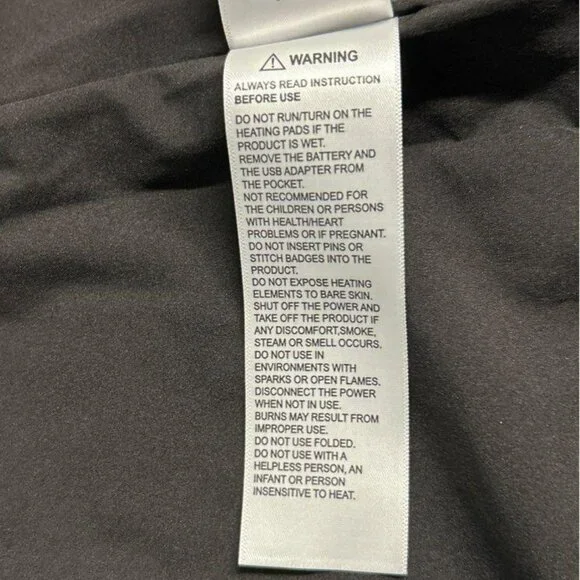 WARNING
ALWAYS READ INSTRUCTION
BEFORE USE
DO NOT RUN/TURN ON THE
HEATING PADS IF THE
PRODUCT IS WET.
REMOVE THE BATTERY AND
THE USB ADAPTER FROM
THE POCKET.
NOT RECOMMENDED FOR
THE CHILDREN OR PERSONS
WITH HEALTH/HEART
PROBLEMS OR IF PREGNANT.
DO NOT INSERT PINS OR
STITCH BADGES INTO THE
PRODUCT.
DO NOT EXPOSE HEATING
ELEMENTS TO BARE SKIN.
SHUT OFF THE POWER AND
TAKE OFF THE PRODUCT IF
ANY DISCOMFORT,SMOKE,
STEAM OR SMELL OCCURS.
DO NOT USE IN
ENVIRONMENTS WITH
SPARKS OR OPEN FLAMES.
DISCONNECT THE POWER
WHEN NOT IN USE.
BURNS MAY RESULT FROM
IMPROPER USE.
DO NOT USE FOLDED.
DO NOT USE WITH A
HELPLESS PERSON, AN
INFANT OR PERSON
INSENSITIVE TO HEAT.